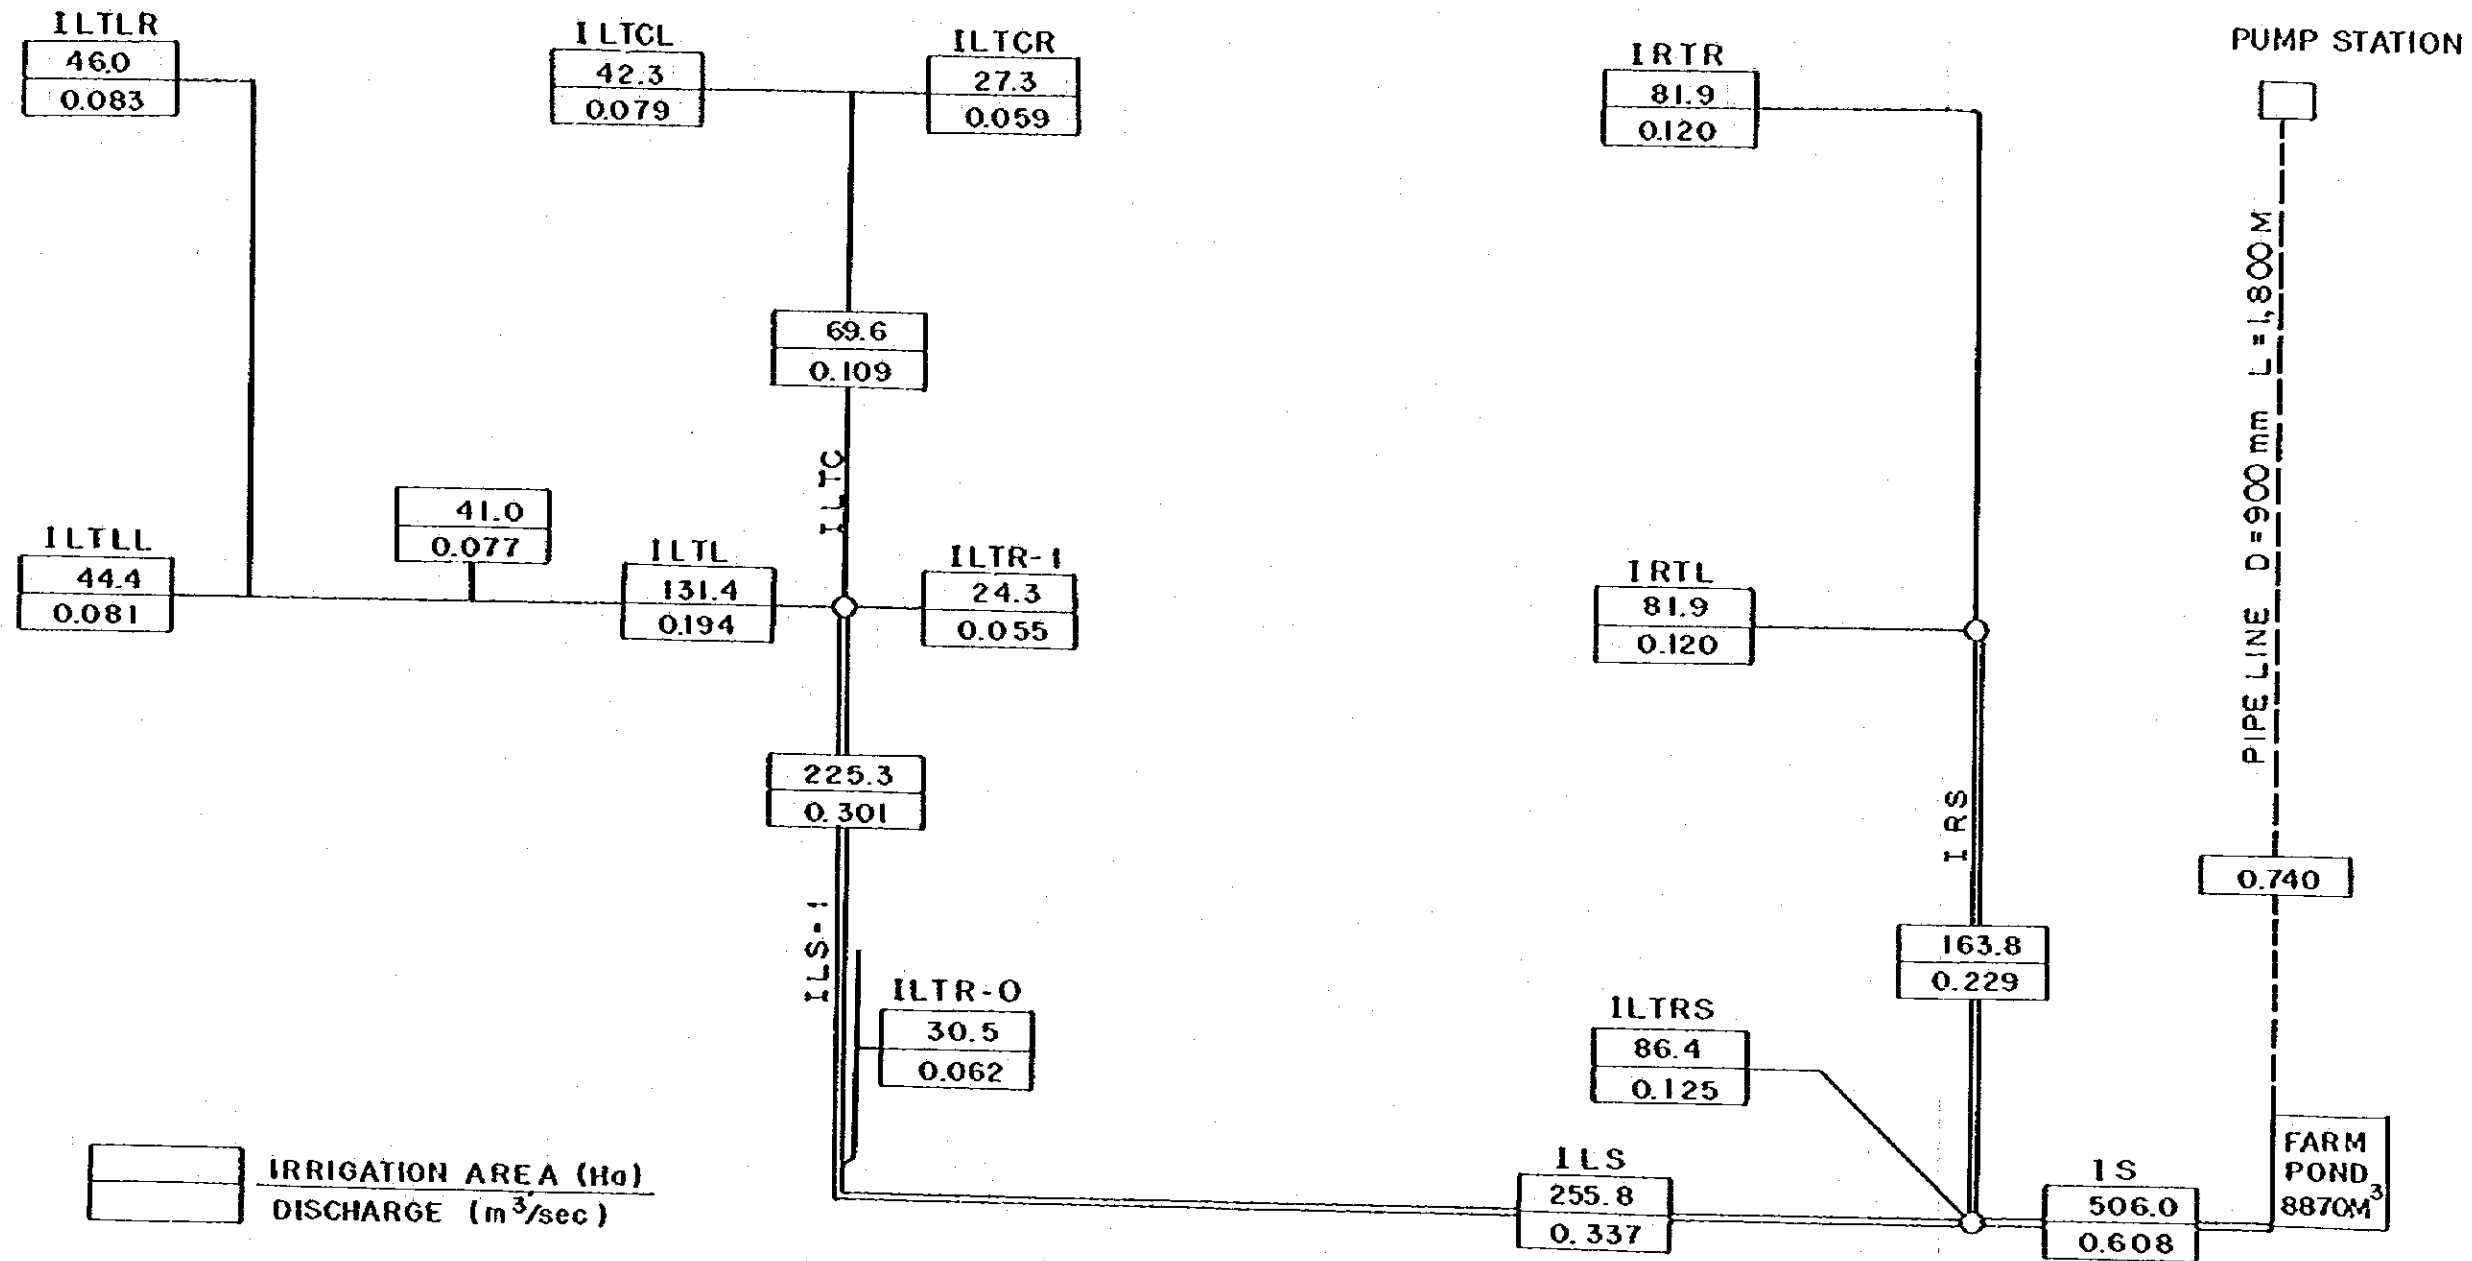 ILTLR
46.0
0.083
ILTCL
42.3
0.079
ILTCR
27.3
0.059
IRTR
81.9
0.120
PUMP STATION
69.6
0.109
ILTC
PIPE LINE D=900mm L=1,800M
41.0
0.077
ILTLL
44.4
0.081
ILTL
131.4
0.194
ILTR-1
24.3
0.055
IRTL
81.9
0.120
225.3
0.301
ILS-1
IRS
0.740
163.8
0.229
ILTR-0
30.5
0.062
ILTRS
86.4
0.125
ILS
255.8
0.337
IS
506.0
0.608
FARM
POND
8870M³
IRRIGATION AREA (Ha)
DISCHARGE (m³/sec)